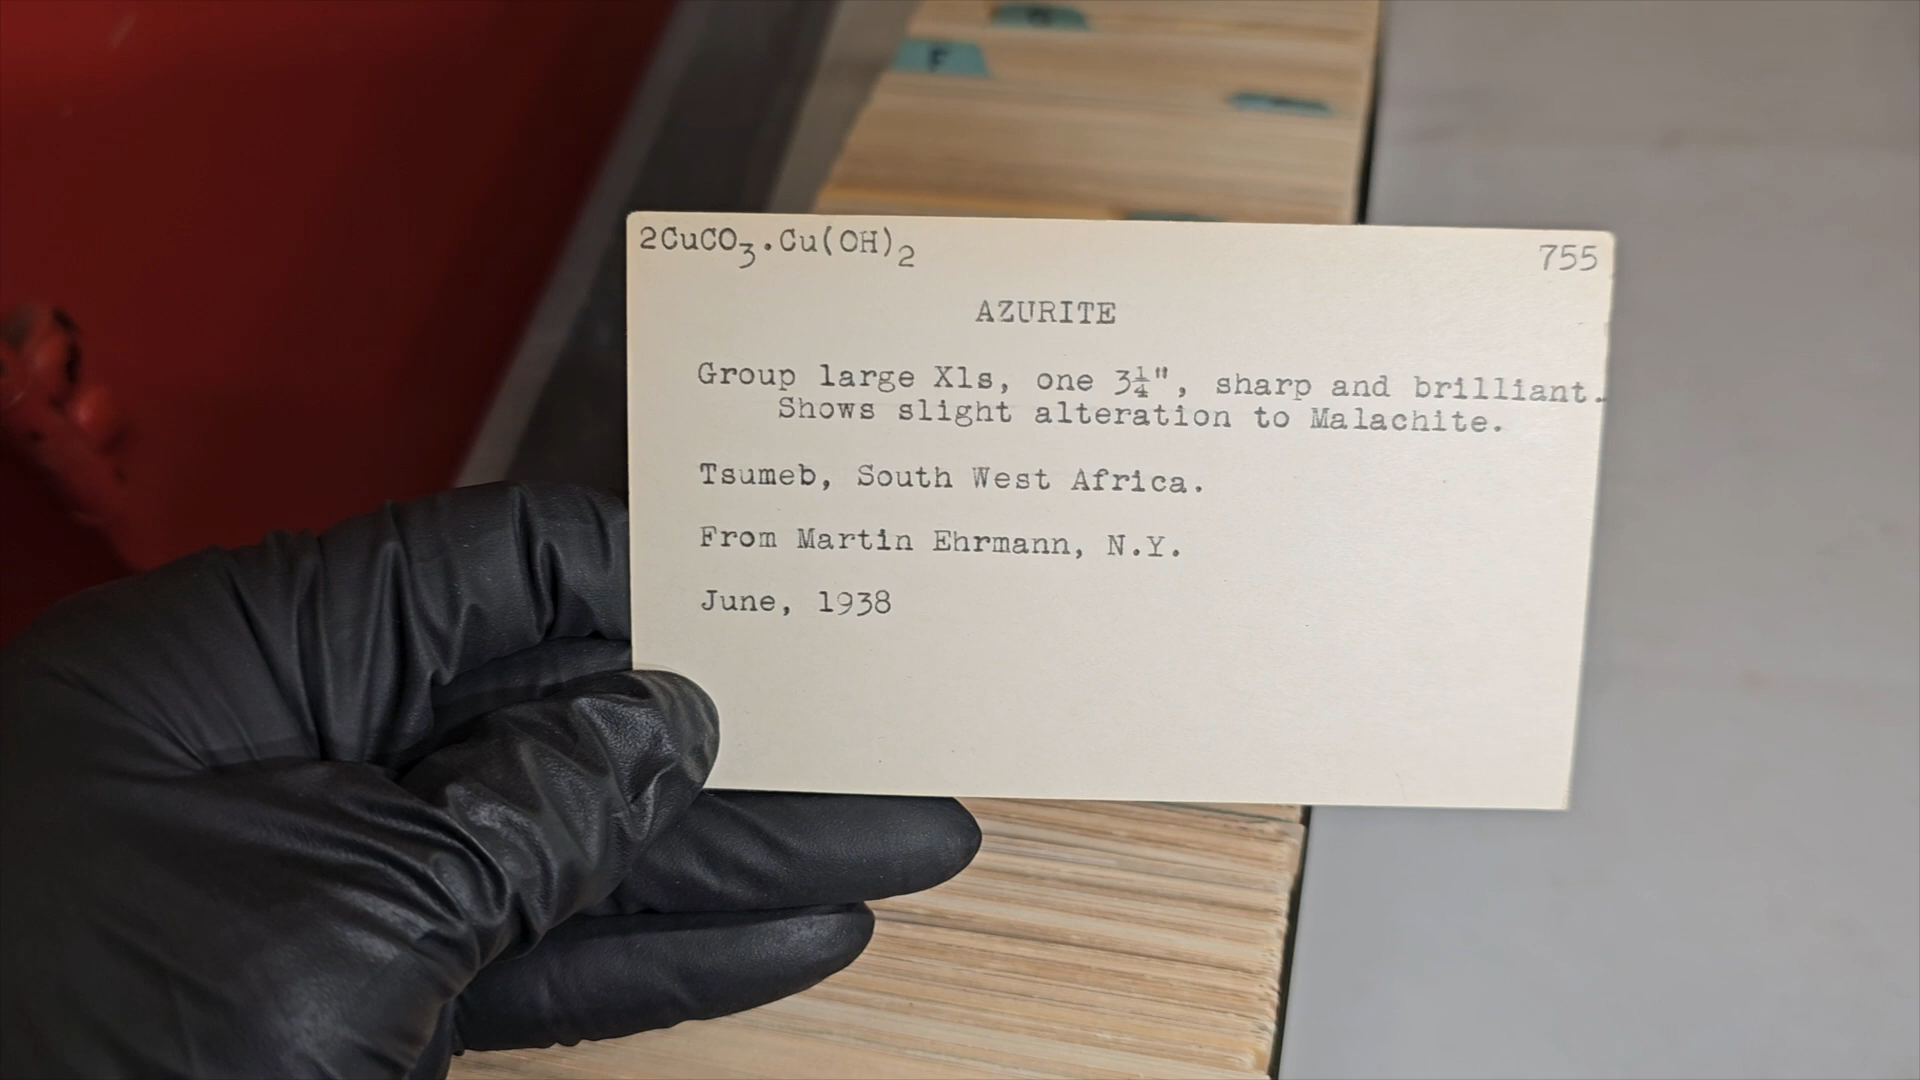 F
2CuCO3.Cu(OH)2
755
AZURITE
Group large Xls, one 3¼", sharp and brilliant.
Shows slight alteration to Malachite.
Tsumeb, South West Africa.
From Martin Ehrmann, N.Y.
June, 1938